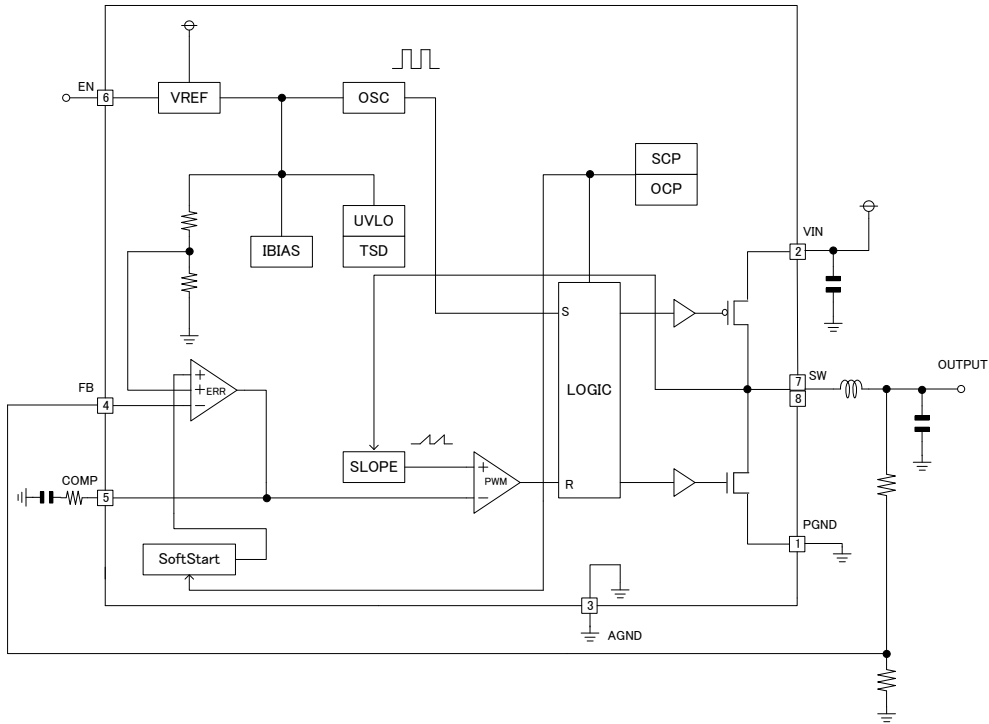 EN
6
VREF
OSC
SCP
OCP
UVLO
TSD
IBIAS
VIN
2
S
LOGIC
R
+
+
−
ERR
FB
4
SW
7
8
OUTPUT
SLOPE
+
−
PWM
COMP
5
SoftStart
PGND
1
3
AGND